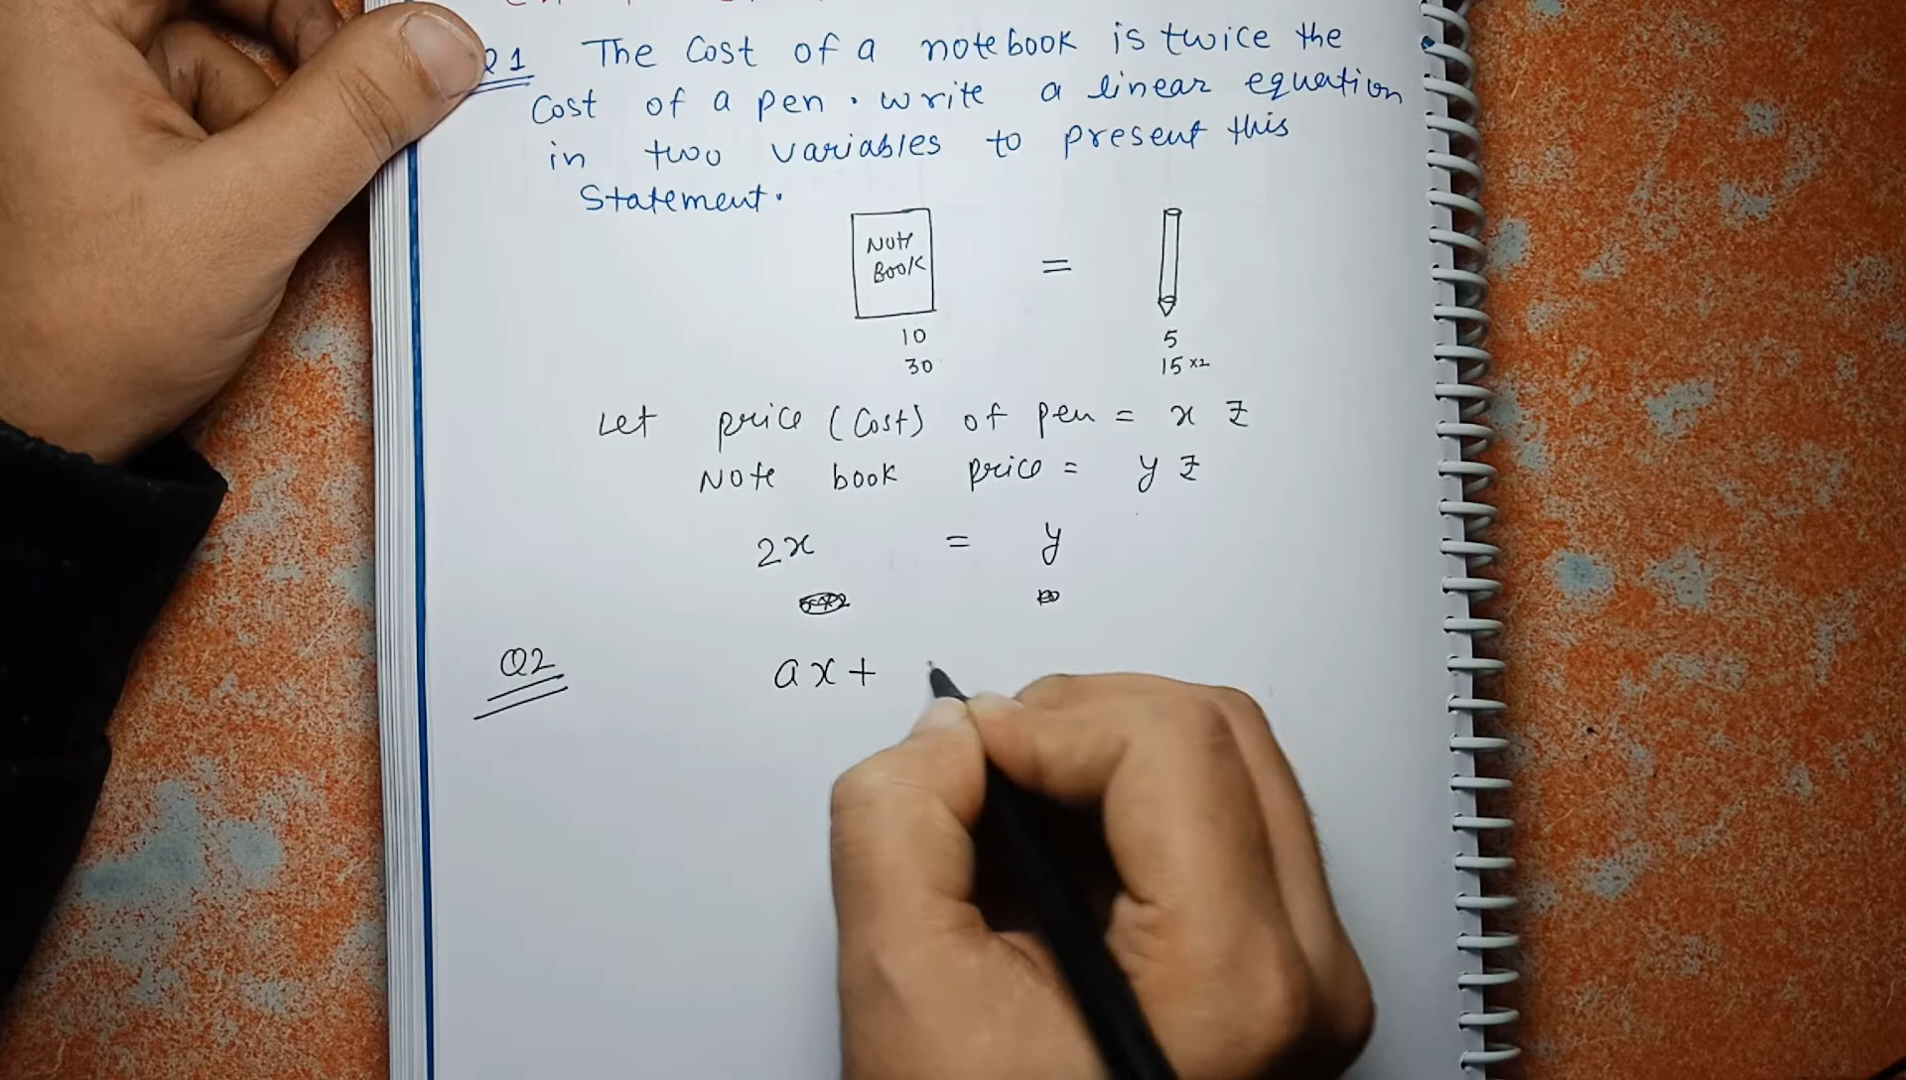 Q1 The Cost of a notebook is twice the
Cost of a pen. write a linear equation
in two variables to present this
Statement.
Note
Book
=
10
5
30
15 x2
Let price (Cost) of pen = x ₹
Note book price = y ₹
2x = y
Q2 ax +